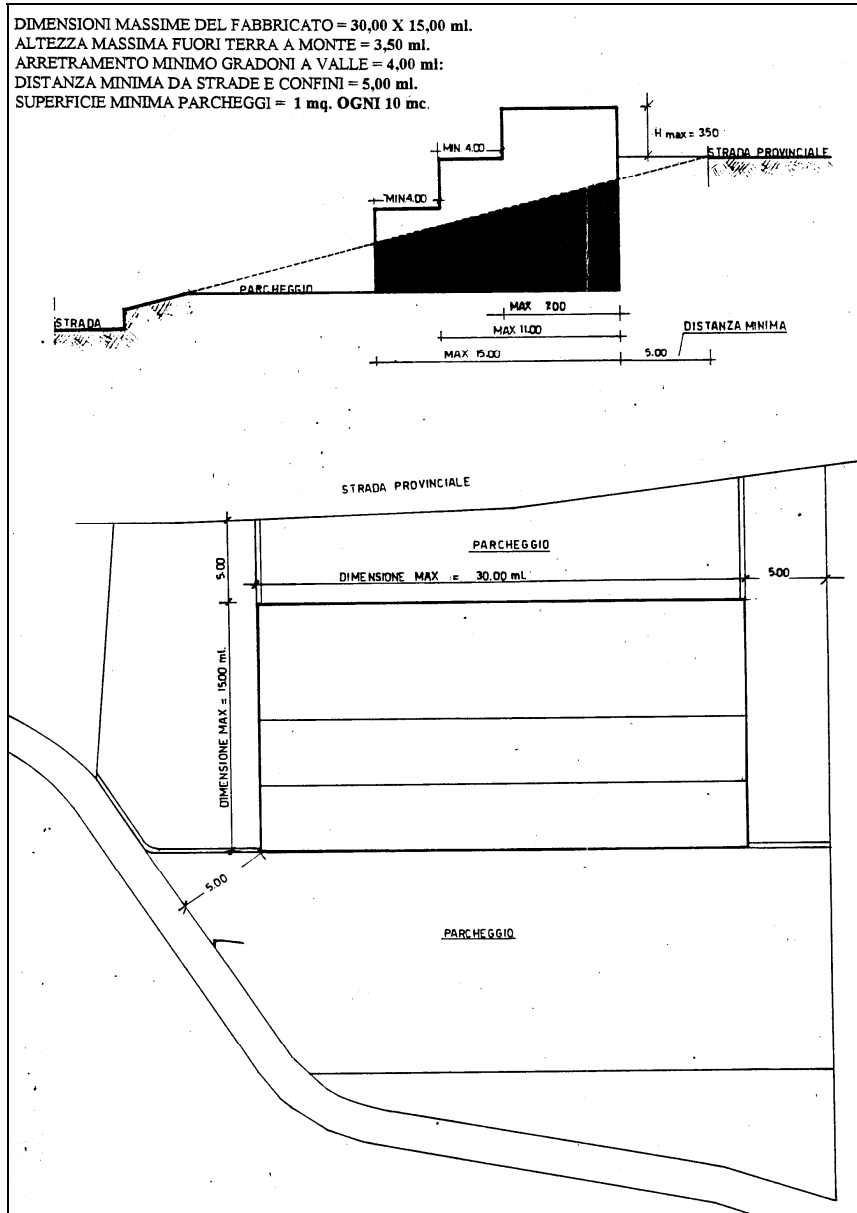 DIMENSIONI MASSIME DEL FABBRICATO = 30,00 X 15,00 ml.
ALTEZZA MASSIMA FUORI TERRA A MONTE = 3,50 ml.
ARRETRAMENTO MINIMO GRADONI A VALLE = 4,00 ml:
DISTANZA MINIMA DA STRADE E CONFINI = 5,00 ml.
SUPERFICIE MINIMA PARCHEGGI = 1 mq. OGNI 10 mc.
H max = 350
MIN 4.00
STRADA PROVINCIALE
MIN 4.00
PARCHEGGIO
MAX 7.00
STRADA
MAX 11.00
DISTANZA MINIMA
MAX 15.00
5.00
STRADA PROVINCIALE
PARCHEGGIO
5.00
DIMENSIONE MAX = 30.00 ml.
5.00
DIMENSIONE MAX = 15.00 ml.
5.00
PARCHEGGIO